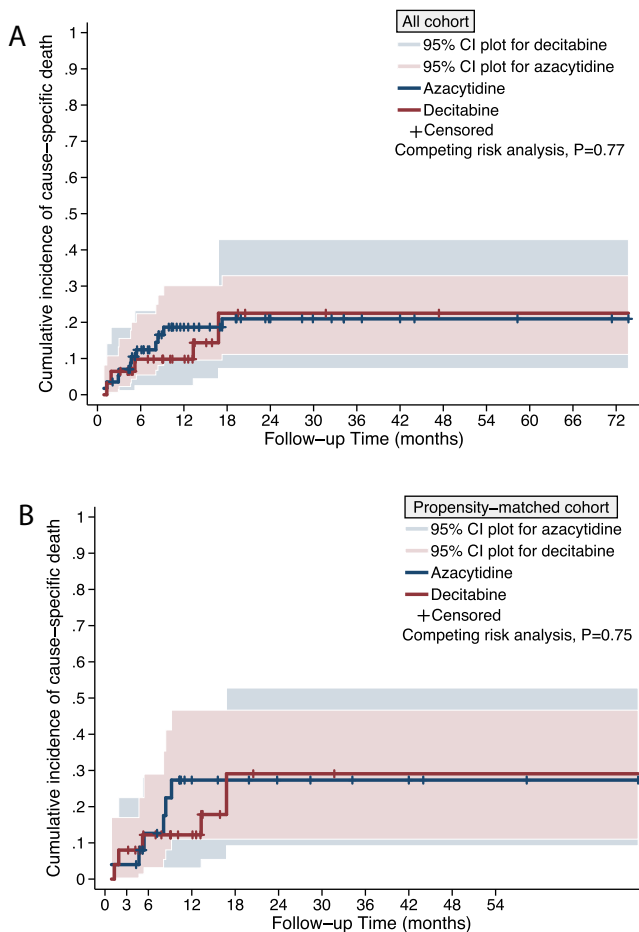 A
All cohort
95% CI plot for decitabine
95% CI plot for azacytidine
Azacytidine
Decitabine
+Censored
Competing risk analysis, P=0.77
Cumulative incidence of cause–specific death
1
.9
.8
.7
.6
.5
.4
.3
.2
.1
0
0 6 12 18 24 30 36 42 48 54 60 66 72
Follow–up Time (months)
B
Propensity–matched cohort
95% CI plot for azacytidine
95% CI plot for decitabine
Azacytidine
Decitabine
+Censored
Competing risk analysis, P=0.75
Cumulative incidence of cause–specific death
1
.9
.8
.7
.6
.5
.4
.3
.2
.1
0
0 3 6 12 18 24 30 36 42 48 54
Follow–up Time (months)